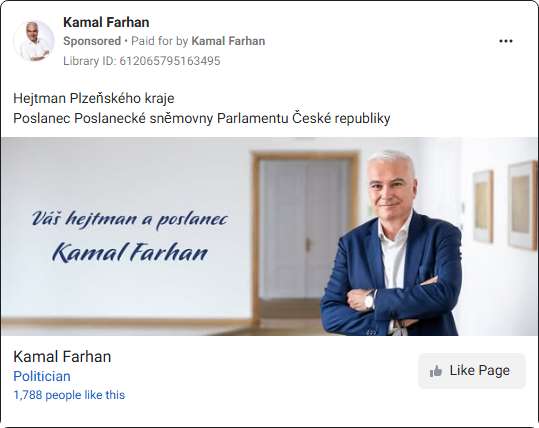 Kamal Farhan
Sponsored • Paid for by Kamal Farhan
Library ID: 612065795163495
Hejtman Plzeňského kraje
Poslanec Poslanecké sněmovny Parlamentu České republiky
Váš hejtman a poslanec
Kamal Farhan
Kamal Farhan
Politician
1,788 people like this
Like Page